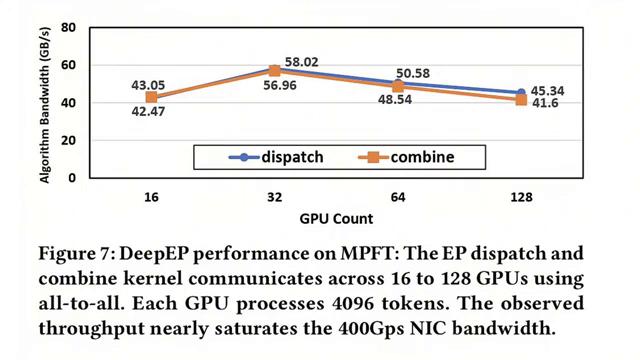 Algorithm Bandwidth (GB/s)
80
60
40
20
0
43.05
42.47
58.02
56.96
50.58
48.54
45.34
41.6
dispatch
combine
16
32
64
128
GPU Count
Figure 7: DeepEP performance on MPFT: The EP dispatch and
combine kernel communicates across 16 to 128 GPUs using
all-to-all. Each GPU processes 4096 tokens. The observed
throughput nearly saturates the 400Gps NIC bandwidth.